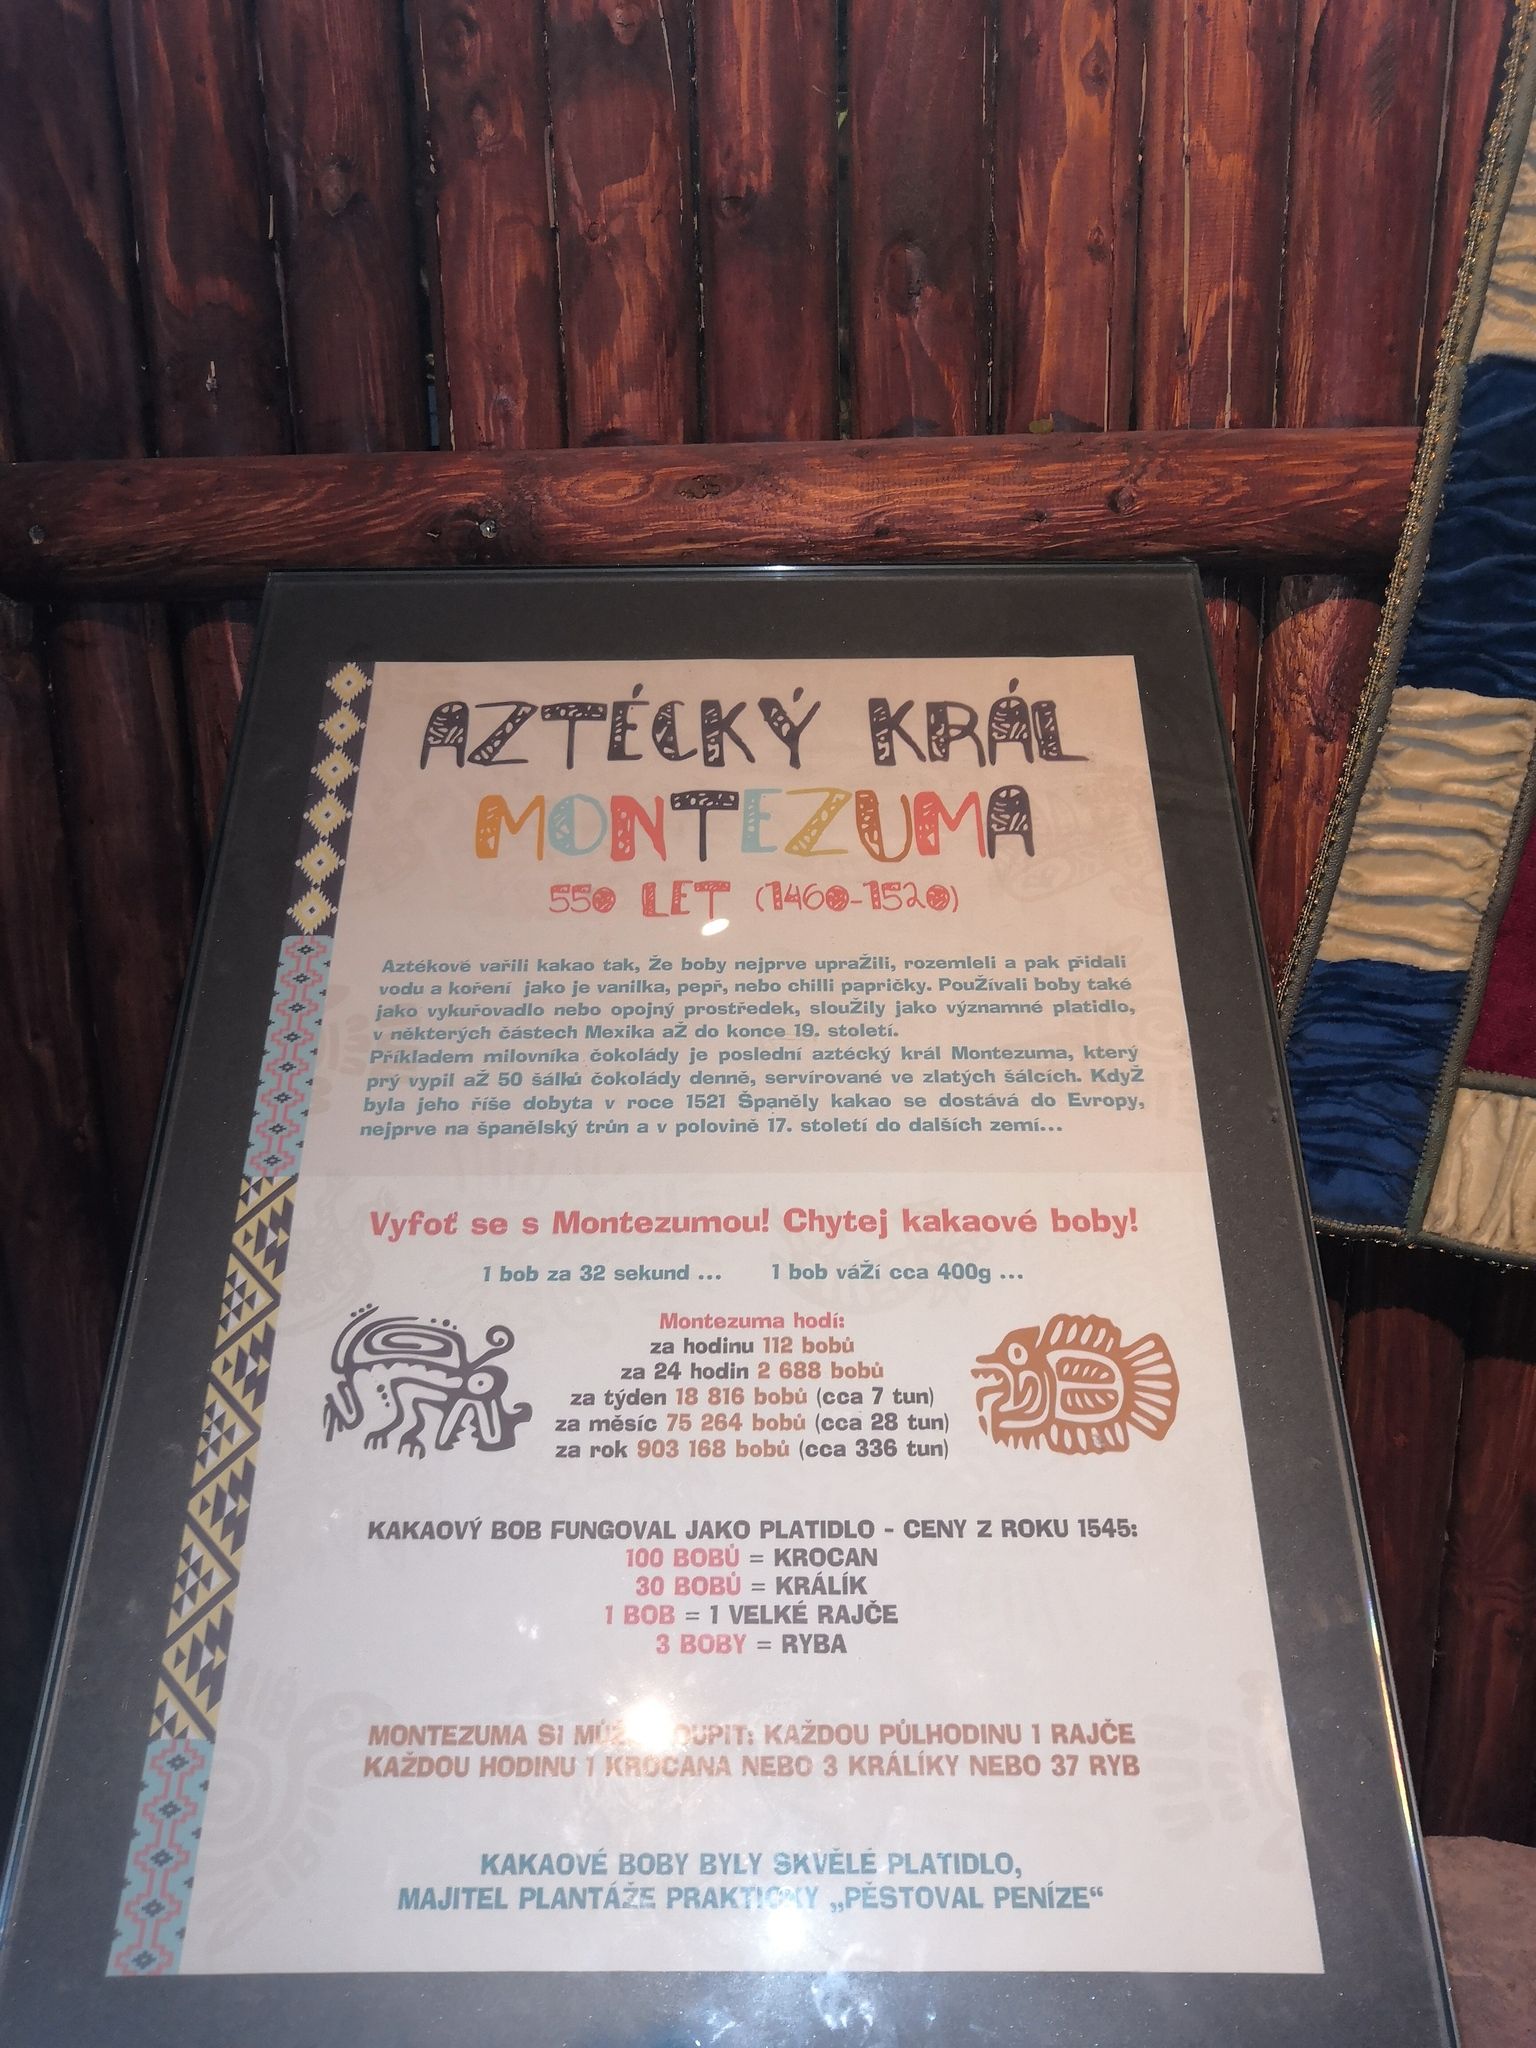 AZTÉCKÝ KRÁL
MONTEZUMA
550 LET (1460-1520)
Aztékové vařili kakao tak, Že boby nejprve upraŽili, rozemleli a pak přidali
vodu a koření jako je vanilka, pepř, nebo chilli papričky. PouŽívali boby také
jako vykuřovadlo nebo opojný prostředek, slouŽily jako významné platidlo,
v některých částech Mexika aŽ do konce 19. století.
Příkladem milovníka čokolády je poslední aztécký král Montezuma, který
prý vypil aŽ 50 šálků čokolády denně, servírované ve zlatých šálcích. KdyŽ
byla jeho říše dobyta v roce 1521 Španěly kakao se dostává do Evropy,
nejprve na španělský trůn a v polovině 17. století do dalších zemí...
Vyfoť se s Montezumou! Chytej kakaové boby!
1 bob za 32 sekund ... 1 bob váŽí cca 400g ...
Montezuma hodí:
za hodinu 112 bobů
za 24 hodin 2 688 bobů
za týden 18 816 bobů (cca 7 tun)
za měsíc 75 264 bobů (cca 28 tun)
za rok 903 168 bobů (cca 336 tun)
KAKAOVÝ BOB FUNGOVAL JAKO PLATIDLO - CENY Z ROKU 1545:
100 BOBŮ = KROCAN
30 BOBŮ = KRÁLÍK
1 BOB = 1 VELKÉ RAJČE
3 BOBY = RYBA
MONTEZUMA SI MŮŽE KOUPIT: KAŽDOU PŮLHODINU 1 RAJČE
KAŽDOU HODINU 1 KROCANA NEBO 3 KRÁLÍKY NEBO 37 RYB
KAKAOVÉ BOBY BYLY SKVĚLÉ PLATIDLO,
MAJITEL PLANTÁŽE PRAKTICKY „PĚSTOVAL PENÍZE“